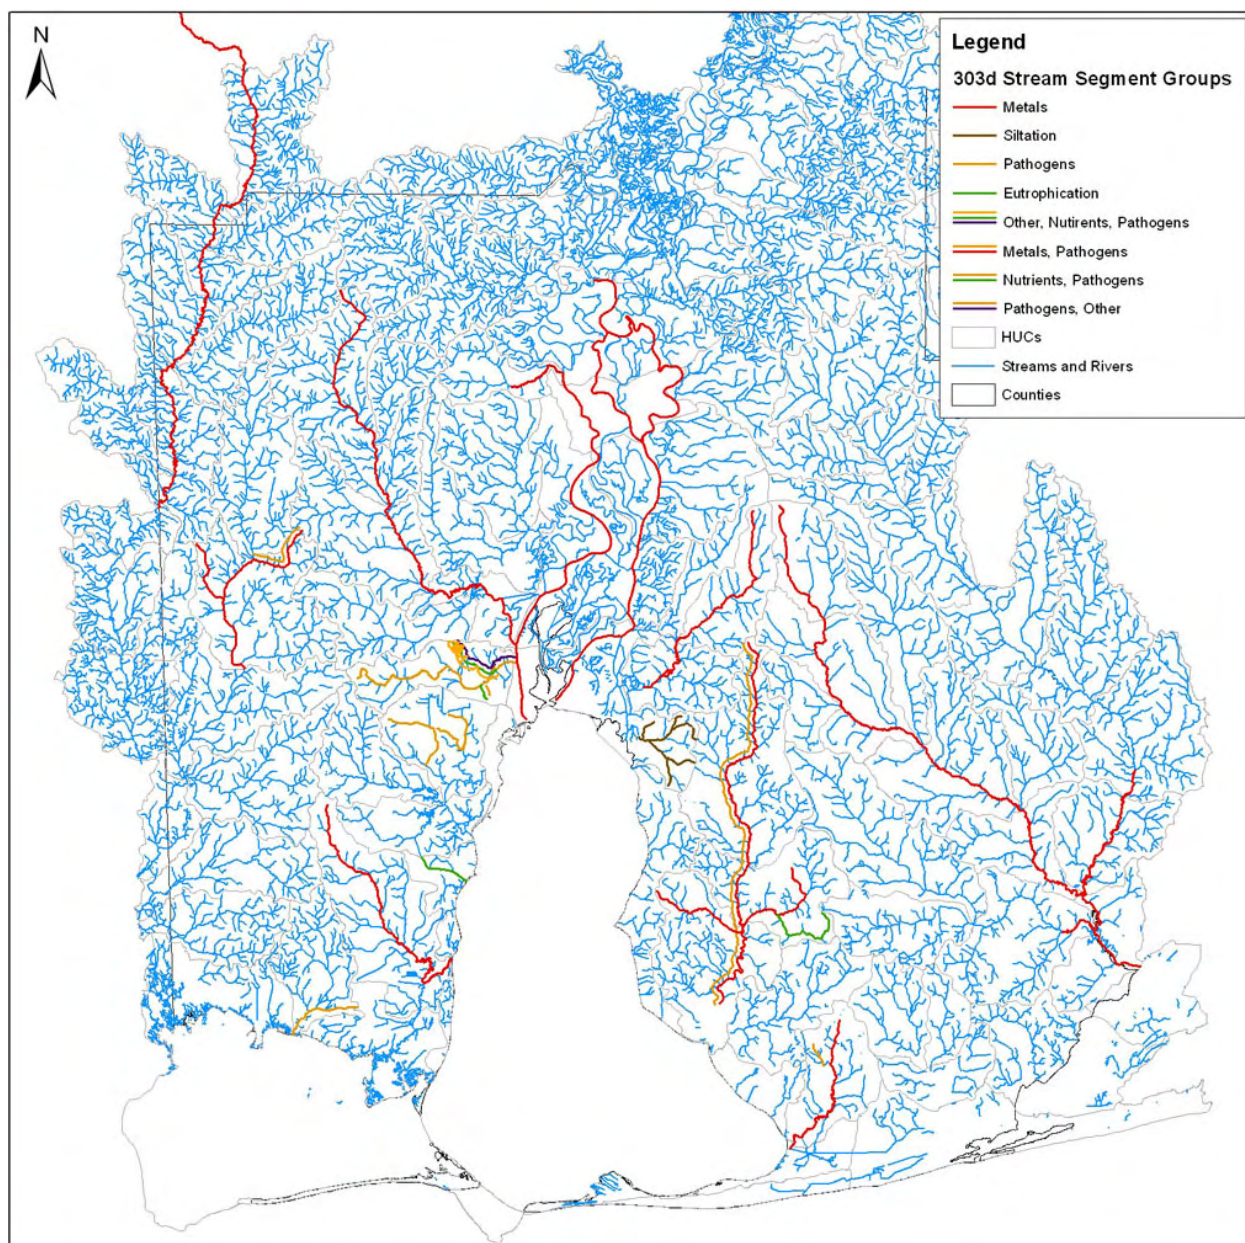 N
Legend
303d Stream Segment Groups
Metals
Siltation
Pathogens
Eutrophication
Other, Nutirents, Pathogens
Metals, Pathogens
Nutrients, Pathogens
Pathogens, Other
HUCs
Streams and Rivers
Counties